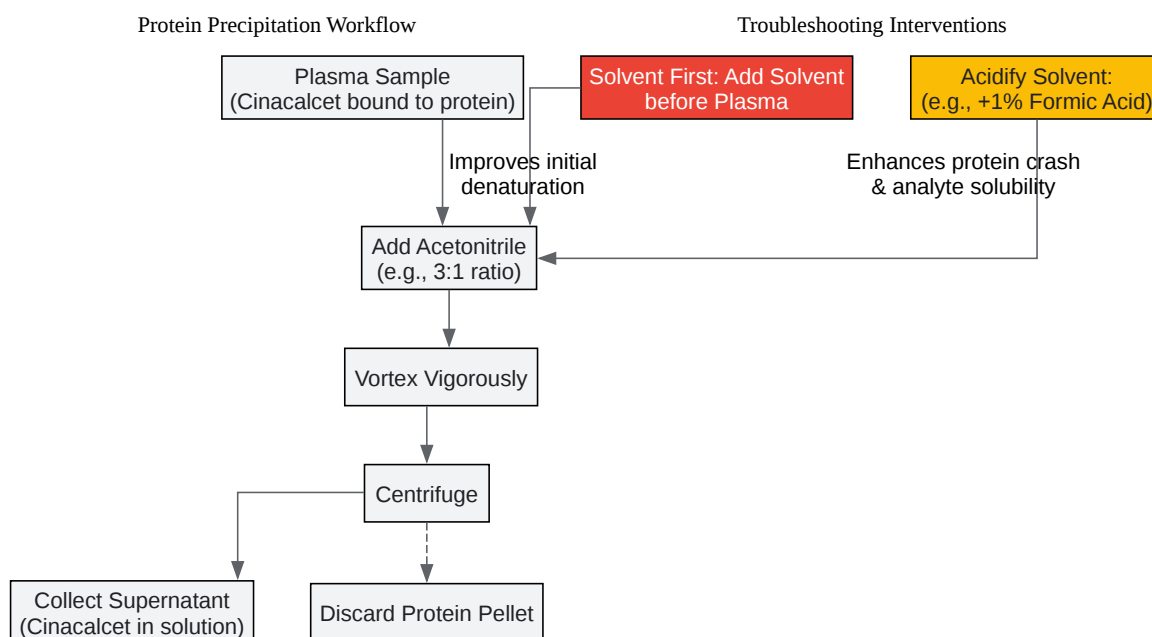 Protein Precipitation Workflow
Troubleshooting Interventions
Plasma Sample
(Cinacalcet bound to protein)
Solvent First: Add Solvent
before Plasma
Acidify Solvent:
(e.g., +1% Formic Acid)
Improves initial
denaturation
Enhances protein crash
& analyte solubility
Add Acetonitrile
(e.g., 3:1 ratio)
Vortex Vigorously
Centrifuge
Collect Supernatant
(Cinacalcet in solution)
Discard Protein Pellet